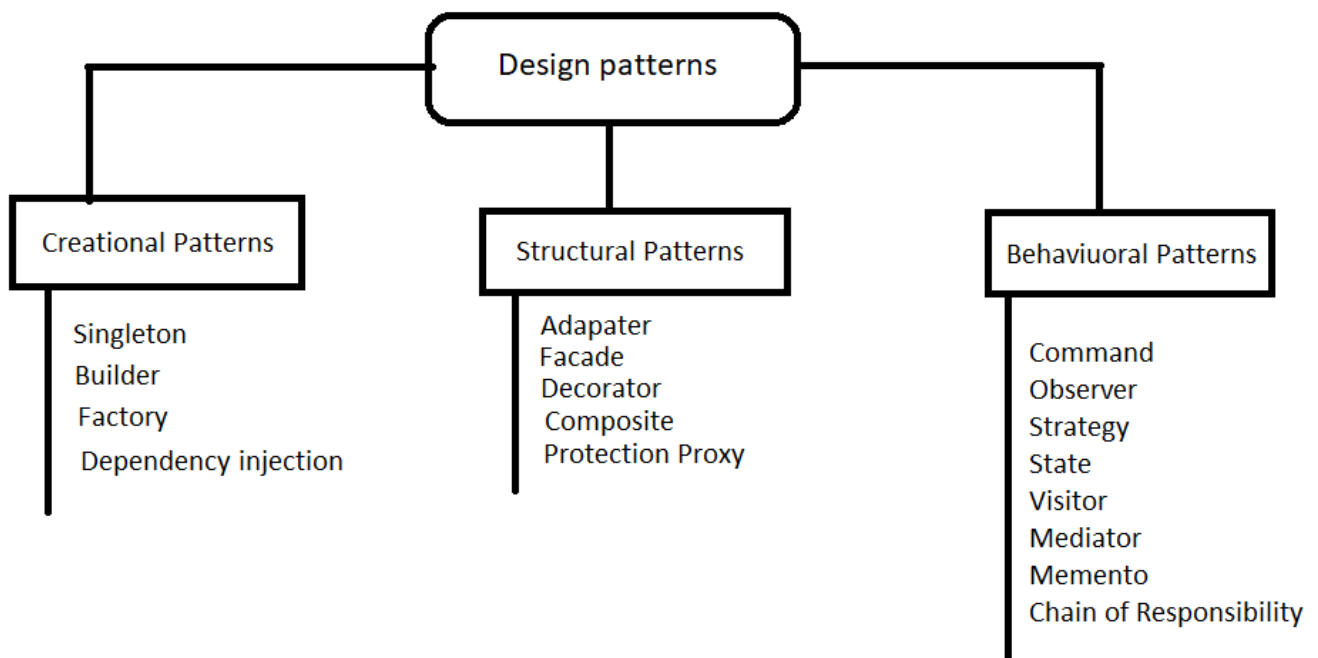 Design patterns
Creational Patterns
Singleton
Builder
Factory
Dependency injection
Structural Patterns
Adapater
Facade
Decorator
Composite
Protection Proxy
Behaviuoral Patterns
Command
Observer
Strategy
State
Visitor
Mediator
Memento
Chain of Responsibility